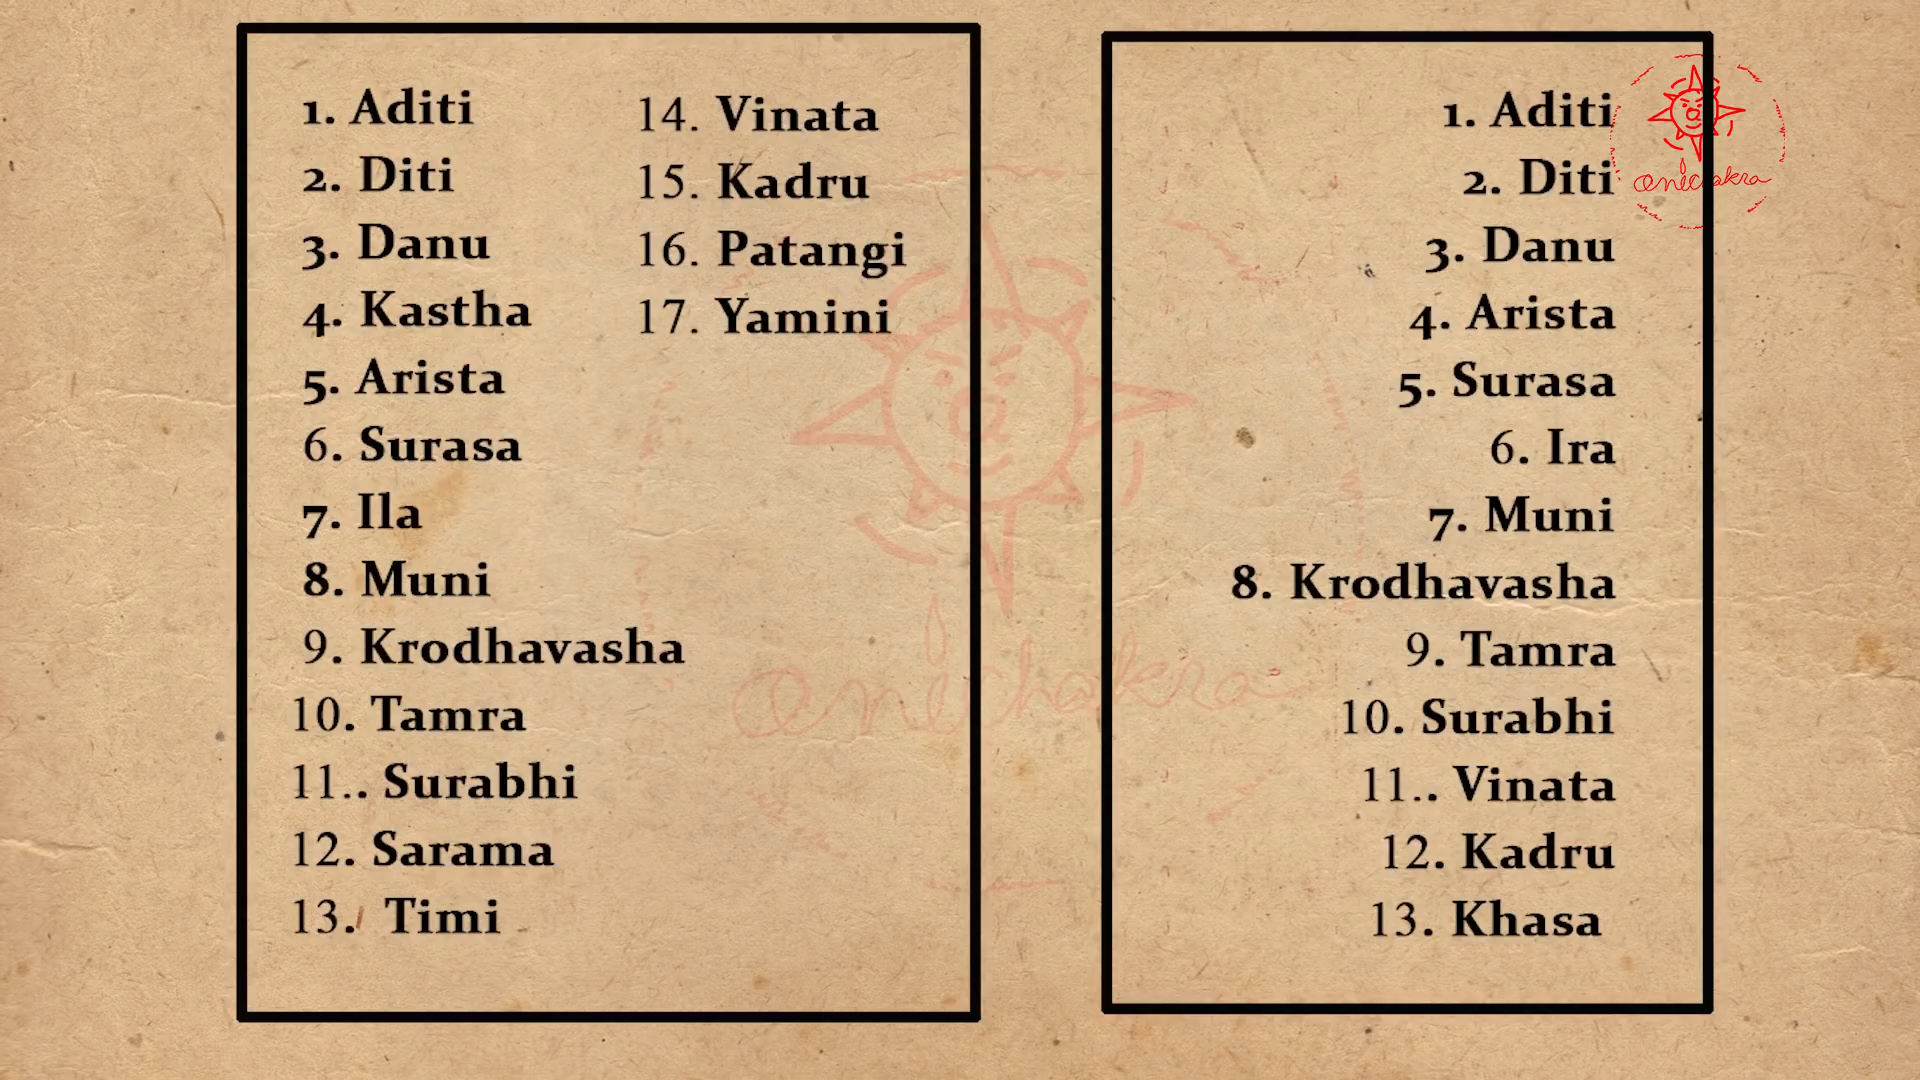 1. Aditi
2. Diti
3. Danu
4. Kastha
5. Arista
6. Surasa
7. Ila
8. Muni
9. Krodhavasha
10. Tamra
11.. Surabhi
12. Sarama
13. Timi
14. Vinata
15. Kadru
16. Patangi
17. Yamini
1. Aditi
2. Diti
3. Danu
4. Arista
5. Surasa
6. Ira
7. Muni
8. Krodhavasha
9. Tamra
10. Surabhi
11.. Vinata
12. Kadru
13. Khasa
onechakra
onechakra